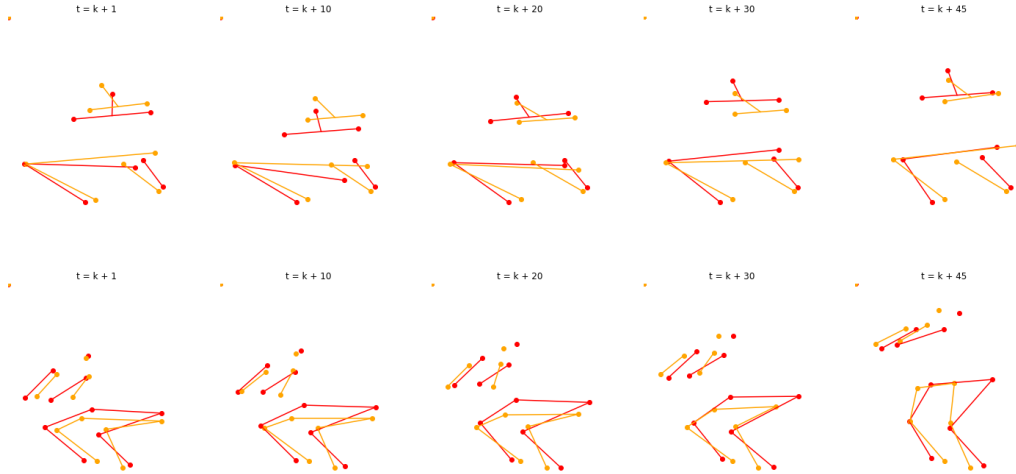 t = k + 1
t = k + 10
t = k + 20
t = k + 30
t = k + 45
t = k + 1
t = k + 10
t = k + 20
t = k + 30
t = k + 45